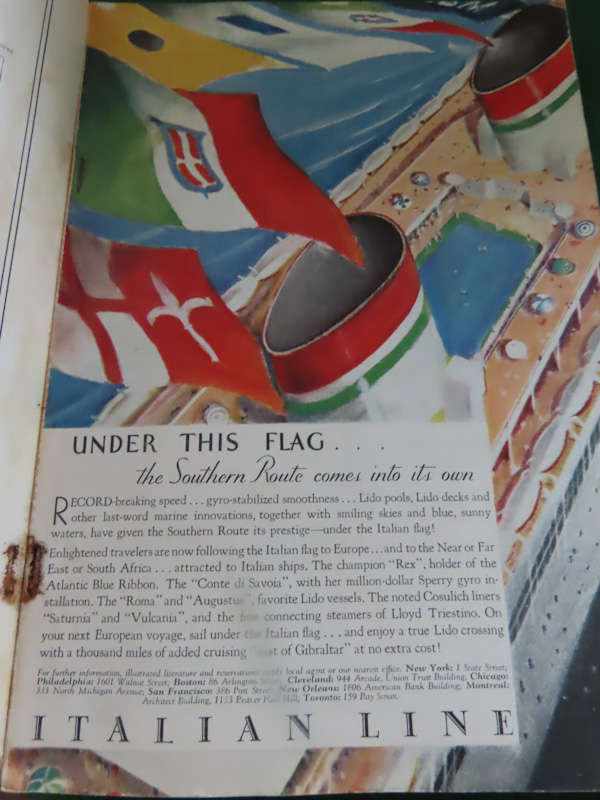 UNDER THIS FLAG . . .
the Southern Route comes into its own
RECORD-breaking speed . . . gyro-stabilized smoothness . . . Lido pools, Lido decks and
other last-word marine innovations, together with smiling skies and blue, sunny
waters, have given the Southern Route its prestige—under the Italian flag!
Enlightened travelers are now following the Italian flag to Europe . . . and to the Near or Far
East or South Africa . . . attracted to Italian ships. The champion "Rex", holder of the
Atlantic Blue Ribbon. The "Conte di Savoia", with her million-dollar Sperry gyro in-
stallation. The "Roma" and "Augustus", favorite Lido vessels. The noted Cosulich liners
"Saturnia" and "Vulcania", and the connecting steamers of Lloyd Triestino. On
your next European voyage, sail under the Italian flag . . . and enjoy a true Lido crossing
with a thousand miles of added cruising of Gibraltar" at no extra cost!
For further information, illustrated literature and reservations local agent or our nearest office. New York: 1 State Street;
Philadelphia: 1601 Walnut Street; Boston: 86 Arlington Cleveland: 944 Arcade, Union Trust Building; Chicago:
333 North Michigan Avenue; San Francisco: 386 Post Street; New Orleans: 1806 American Bank Building; Montreal:
Architect Building, 1133 Beaver Hall Hill; Toronto: 159 Bay Street.
ITALIAN LINE